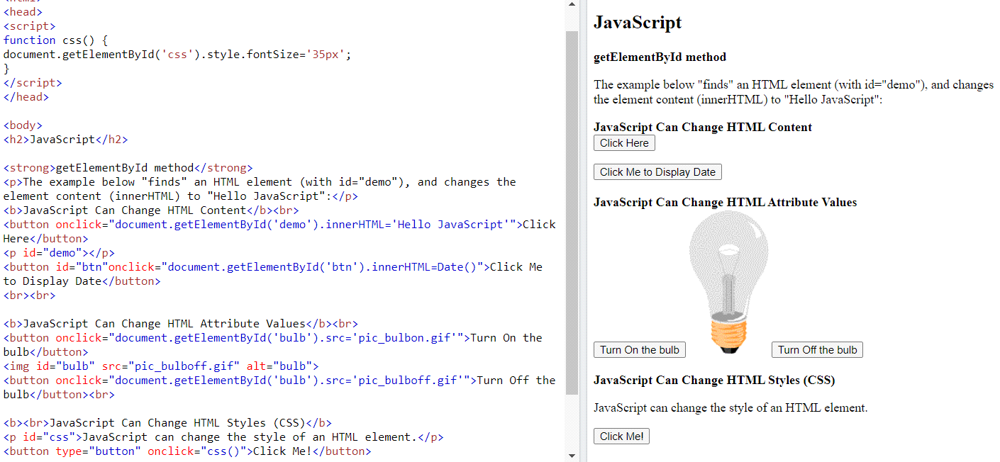 <html>
<head>
<script>
function css() {
document.getElementById('css').style.fontSize='35px';
}
</script>
</head>
<body>
<h2>JavaScript</h2>
<strong>getElementById method</strong>
<p>The example below "finds" an HTML element (with id="demo"), and changes the
element content (innerHTML) to "Hello JavaScript":</p>
<b>JavaScript Can Change HTML Content</b><br>
<button onclick="document.getElementById('demo').innerHTML='Hello JavaScript'">Click
Here</button>
<p id="demo"></p>
<button id="btn"onclick="document.getElementById('btn').innerHTML=Date()">Click Me
to Display Date</button>
<br><br>
<b>JavaScript Can Change HTML Attribute Values</b><br>
<button onclick="document.getElementById('bulb').src='pic_bulbon.gif'">Turn On the
bulb</button>
<img id="bulb" src="pic_bulboff.gif" alt="bulb">
<button onclick="document.getElementById('bulb').src='pic_bulboff.gif'">Turn Off the
bulb</button><br>
<b><br>JavaScript Can Change HTML Styles (CSS)</b>
<p id="css">JavaScript can change the style of an HTML element.</p>
<button type="button" onclick="css()">Click Me!</button>
JavaScript
getElementById method
The example below "finds" an HTML element (with id="demo"), and changes
the element content (innerHTML) to "Hello JavaScript":
JavaScript Can Change HTML Content
Click Here
Click Me to Display Date
JavaScript Can Change HTML Attribute Values
Turn On the bulb
Turn Off the bulb
JavaScript Can Change HTML Styles (CSS)
JavaScript can change the style of an HTML element.
Click Me!